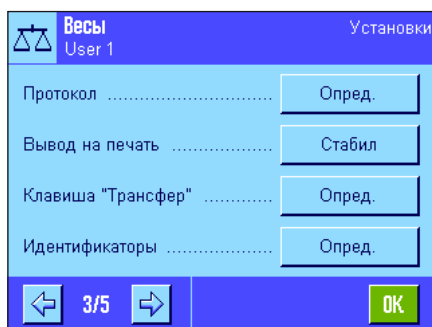 Весы
Установки
User 1
Протокол ............................... Опред.
Вывод на печать ................... Стабил
Клавиша "Трансфер" ............. Опред.
Идентификаторы .................... Опред.
3/5
OK